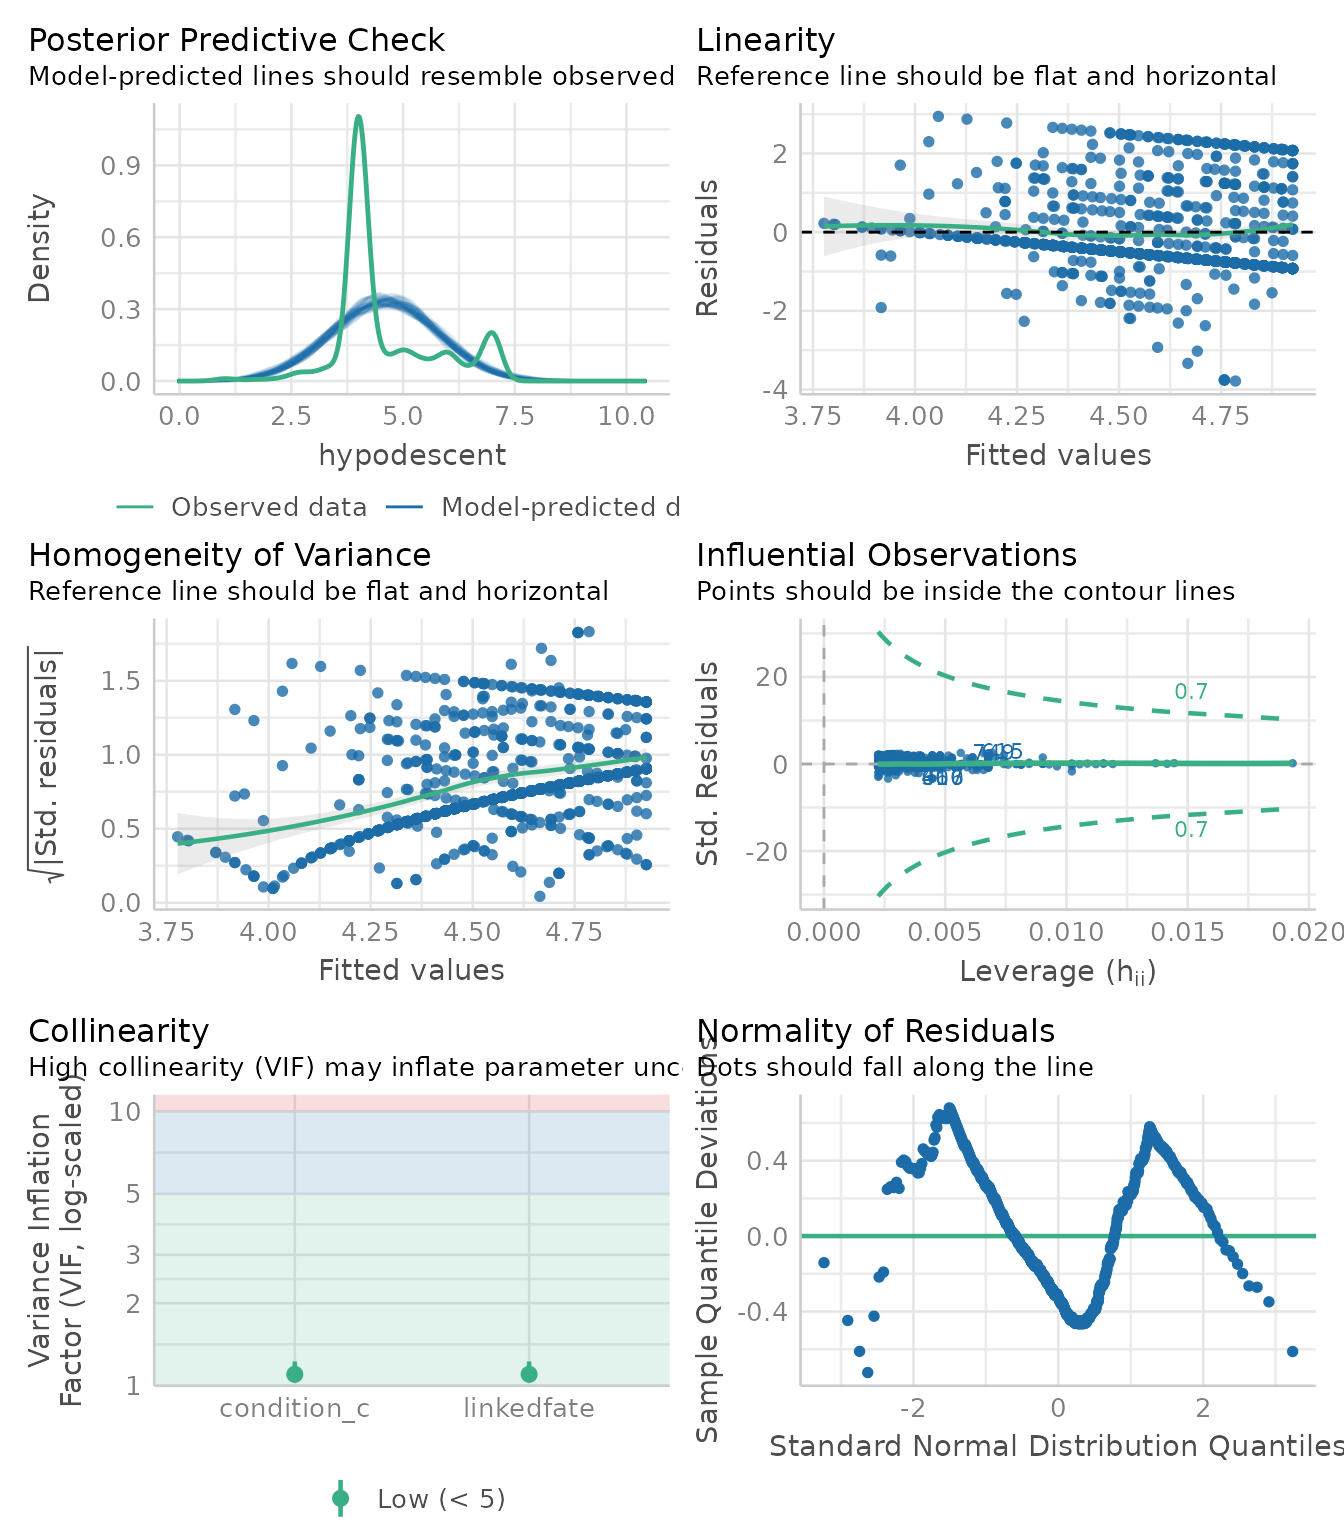 Posterior Predictive Check
Model-predicted lines should resemble observed
Density
0.9
0.6
0.3
0.0
0.0 2.5 5.0 7.5 10.0
hypodescent
Observed data Model-predicted d
Linearity
Reference line should be flat and horizontal
Residuals
2
0
-2
-4
3.75 4.00 4.25 4.50 4.75
Fitted values
Homogeneity of Variance
Reference line should be flat and horizontal
√|Std. residuals|
1.5
1.0
0.5
0.0
3.75 4.00 4.25 4.50 4.75
Fitted values
Influential Observations
Points should be inside the contour lines
Std. Residuals
20
0
-20
0.7
0.7
0.000 0.005 0.010 0.015 0.020
Leverage (hii)
Collinearity
High collinearity (VIF) may inflate parameter unc
Variance Inflation
Factor (VIF, log-scaled)
10
5
3
2
1
condition_c linkedfate
Low (< 5)
Normality of Residuals
Dots should fall along the line
Sample Quantile Deviations
0.4
0.0
-0.4
-2 0 2
Standard Normal Distribution Quantiles